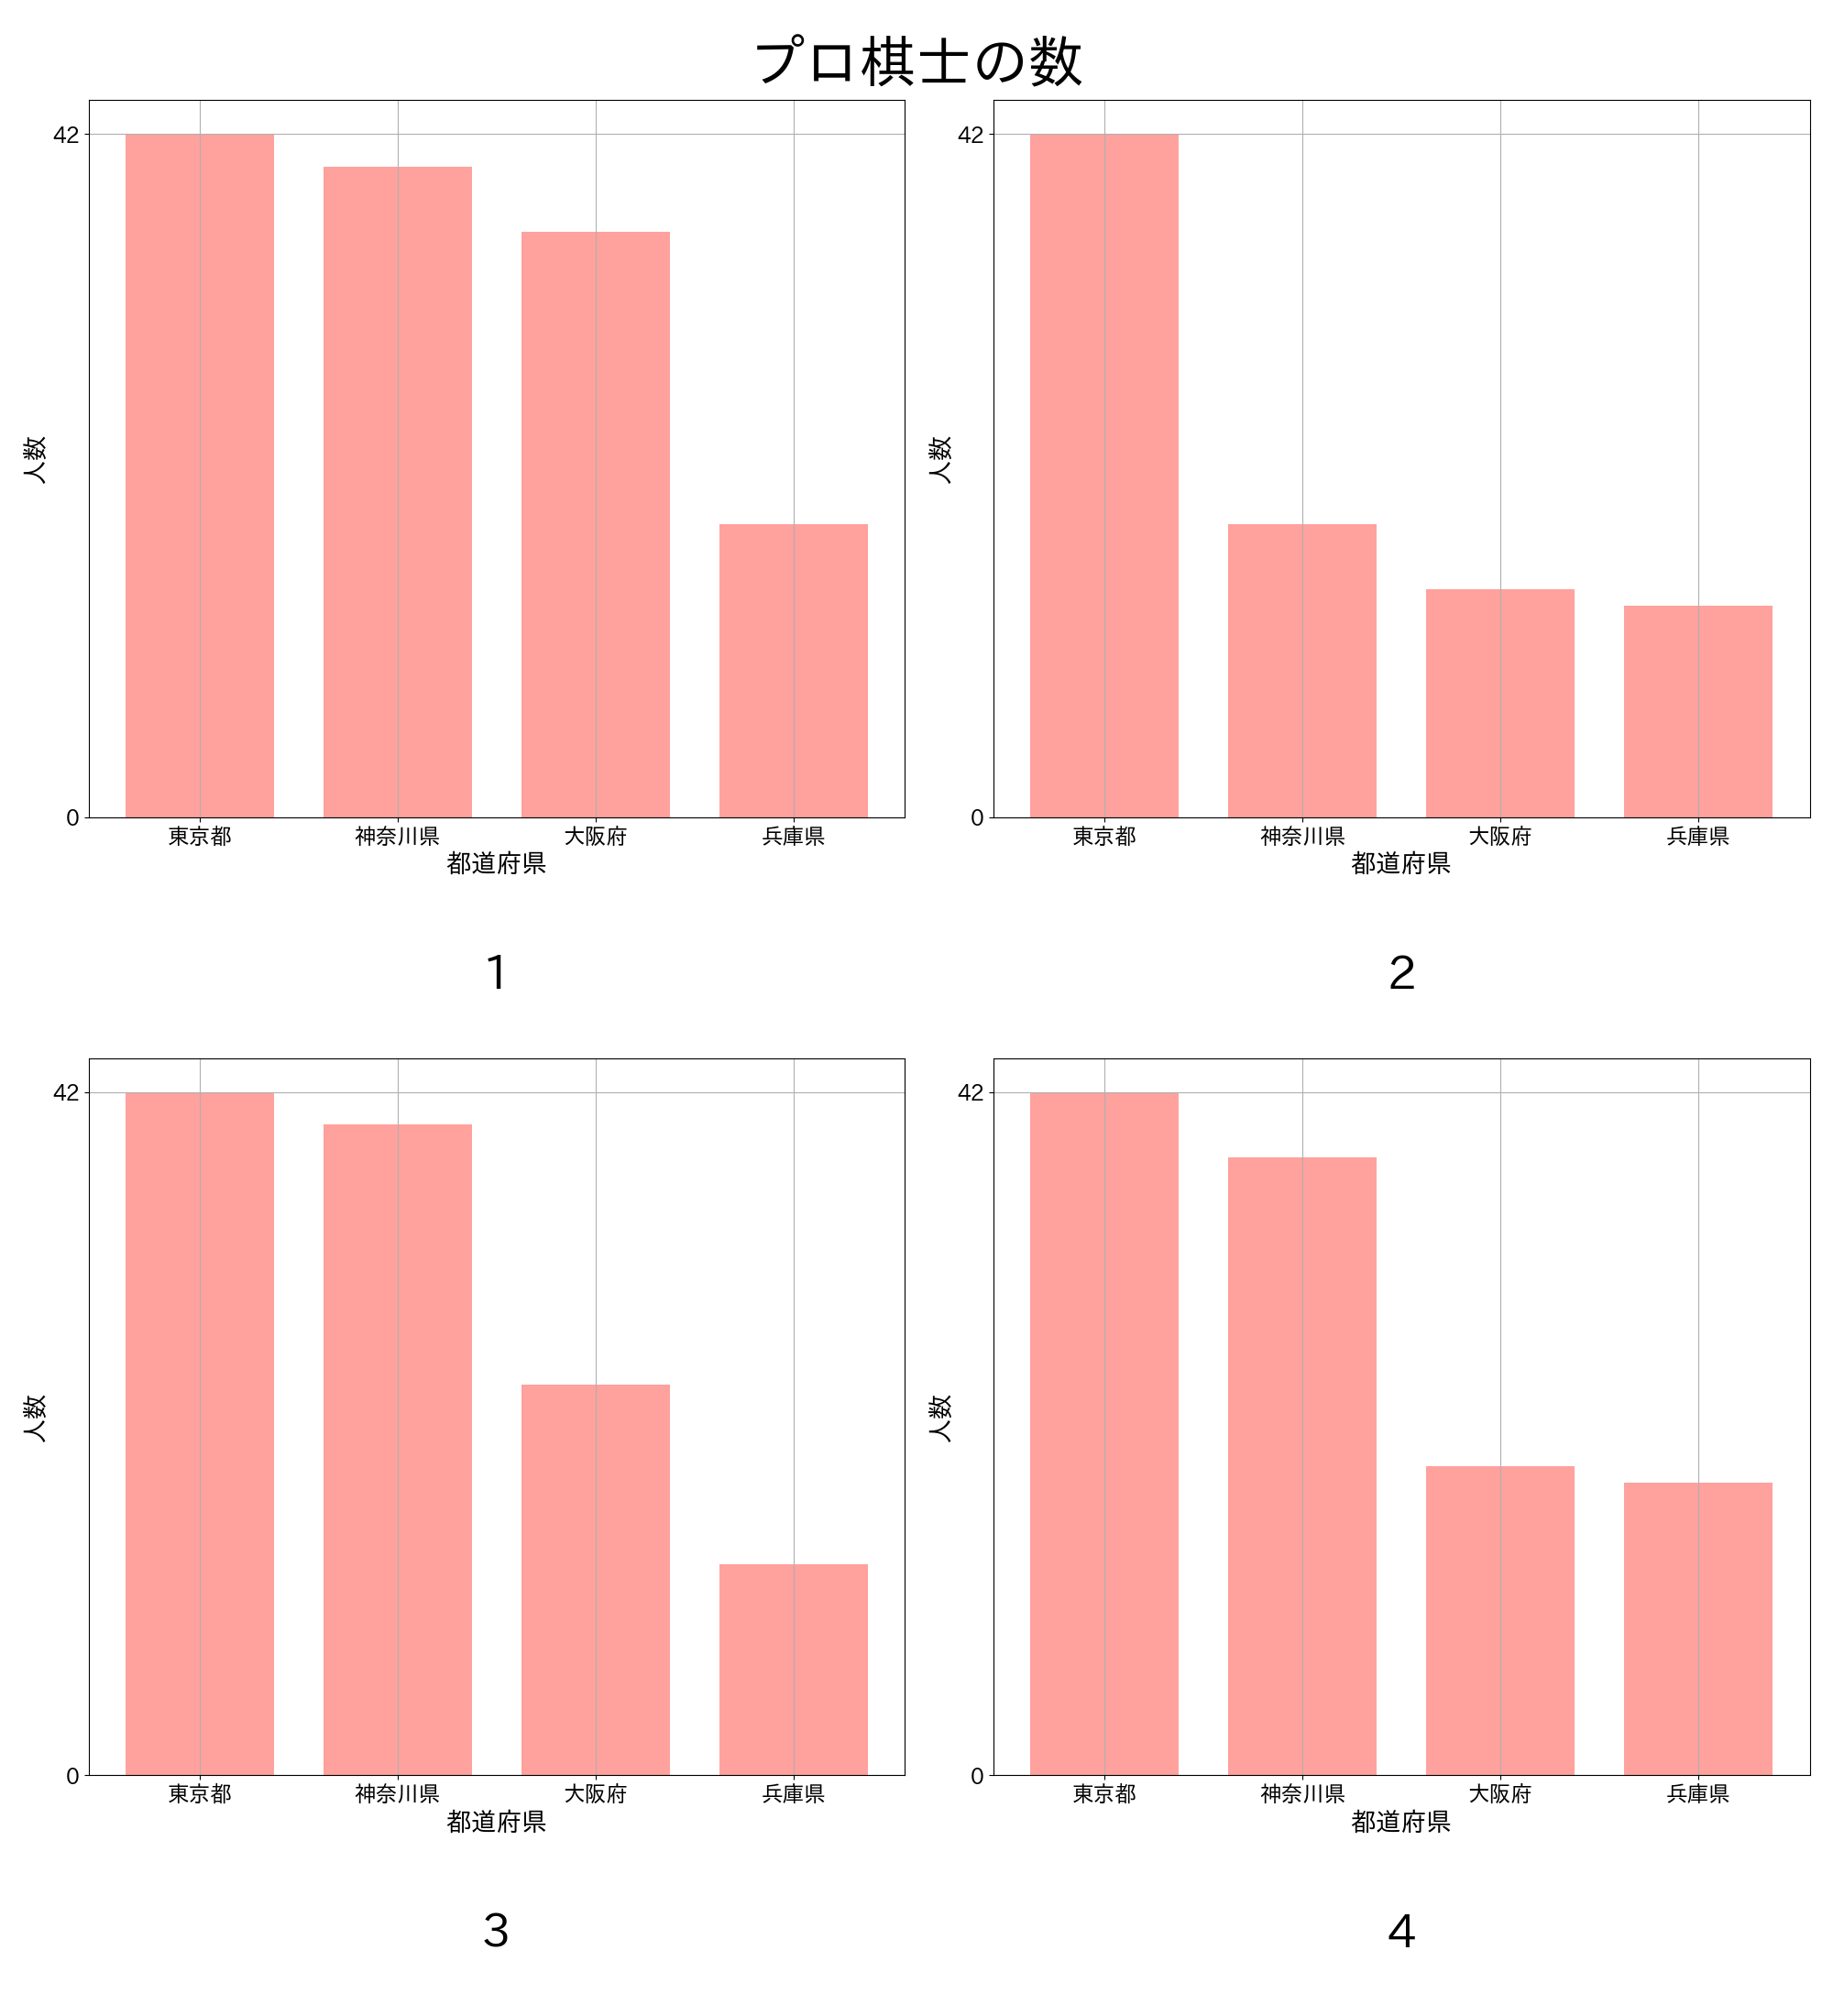 プロ棋士の数
42
0
人数
東京都 神奈川県 大阪府 兵庫県
都道府県
1
42
0
人数
東京都 神奈川県 大阪府 兵庫県
都道府県
2
42
0
人数
東京都 神奈川県 大阪府 兵庫県
都道府県
3
42
0
人数
東京都 神奈川県 大阪府 兵庫県
都道府県
4